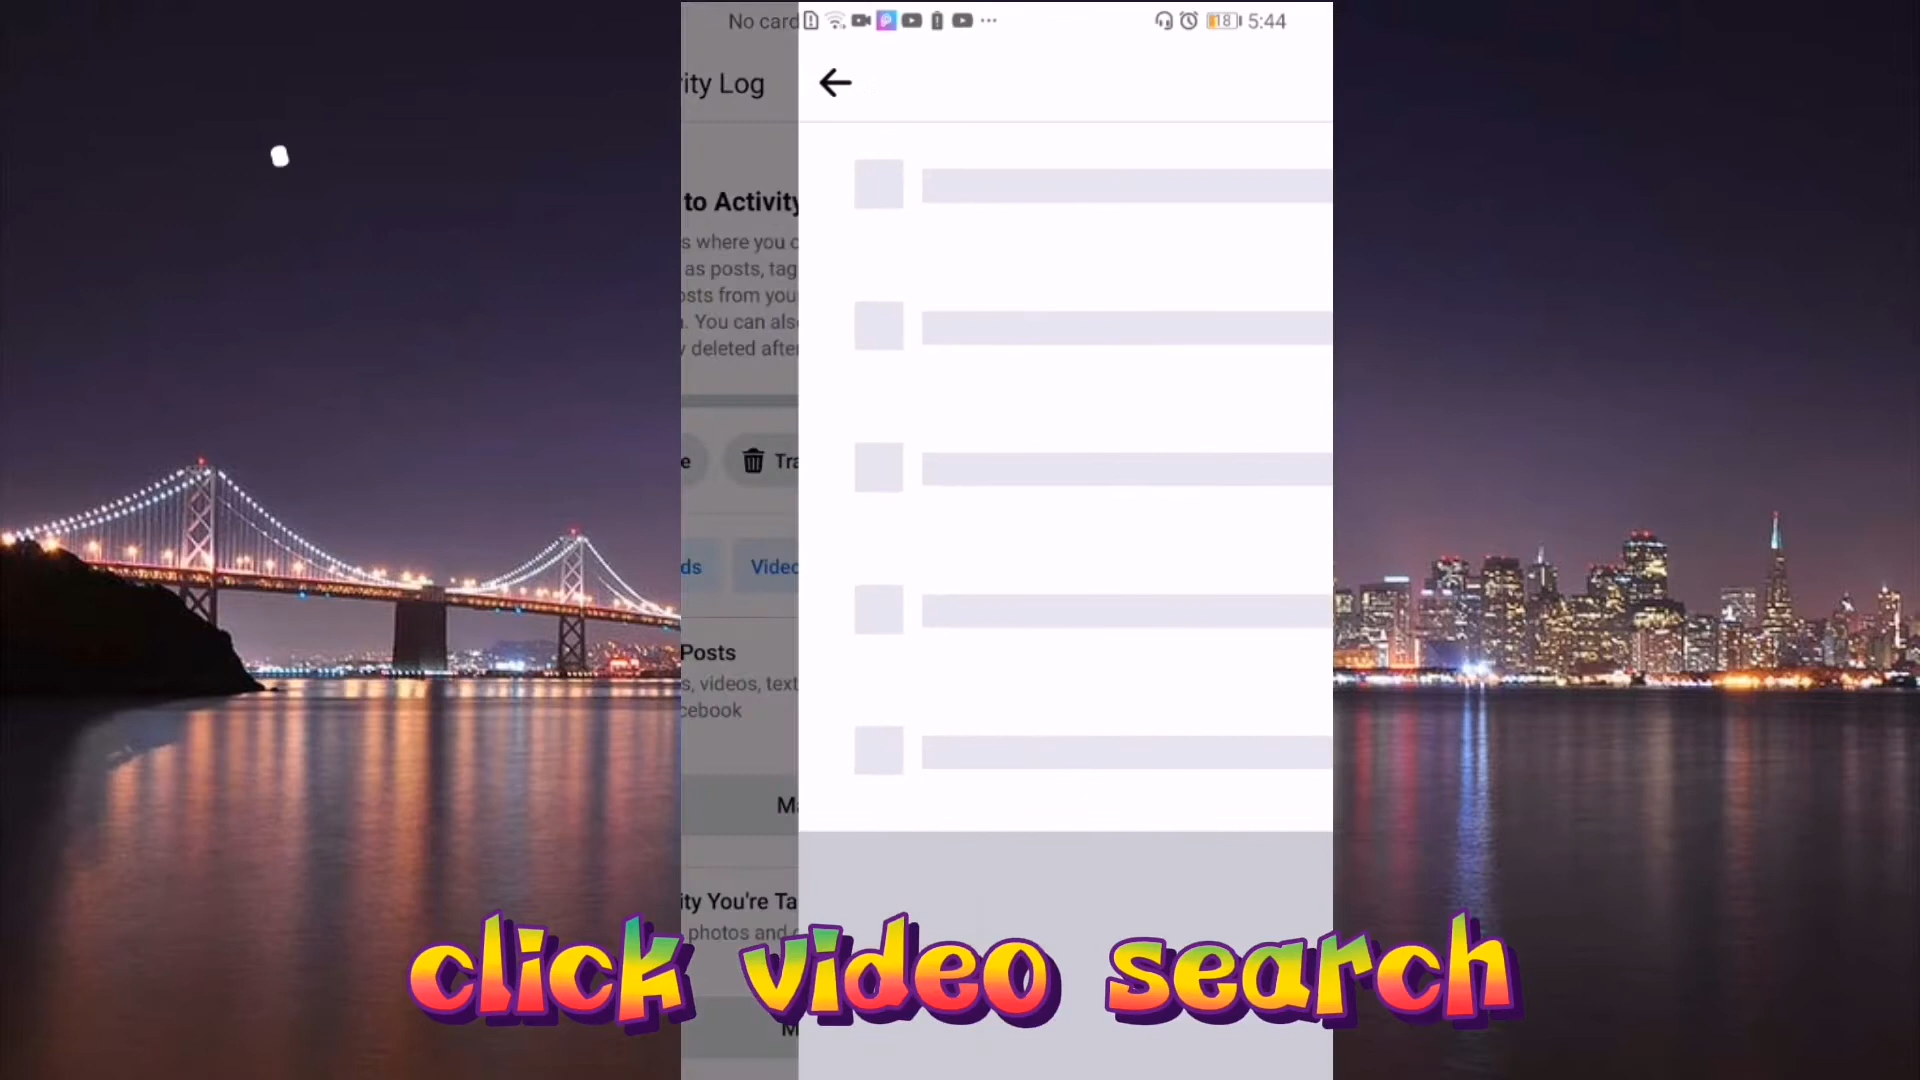 No card
18 5:44
ity Log
to Activity
s where you
as posts, tag
osts from you
. You can als
deleted after
e
Tra
ds
Video
Posts
s, videos, text
cebook
ity You're Ta
photos and
click video search